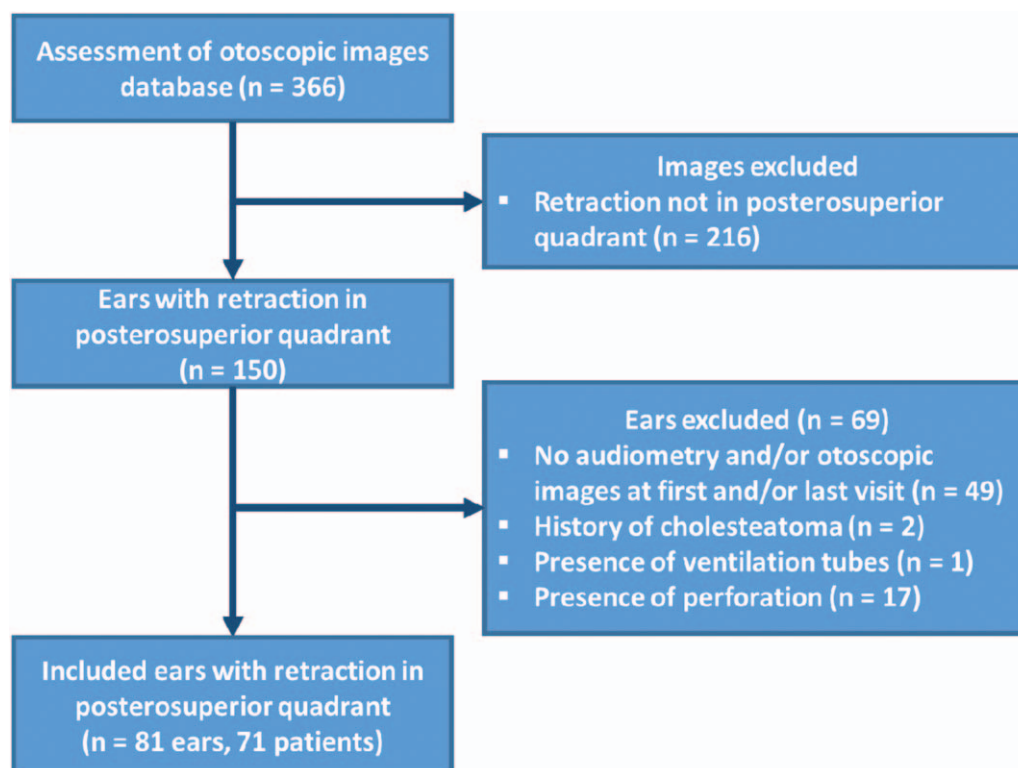 Assessment of otoscopic images
database (n = 366)
Images excluded
▪ Retraction not in posterosuperior
quadrant (n = 216)
Ears with retraction in
posterosuperior quadrant
(n = 150)
Ears excluded (n = 69)
▪ No audiometry and/or otoscopic
images at first and/or last visit (n = 49)
▪ History of cholesteatoma (n = 2)
▪ Presence of ventilation tubes (n = 1)
▪ Presence of perforation (n = 17)
Included ears with retraction in
posterosuperior quadrant
(n = 81 ears, 71 patients)